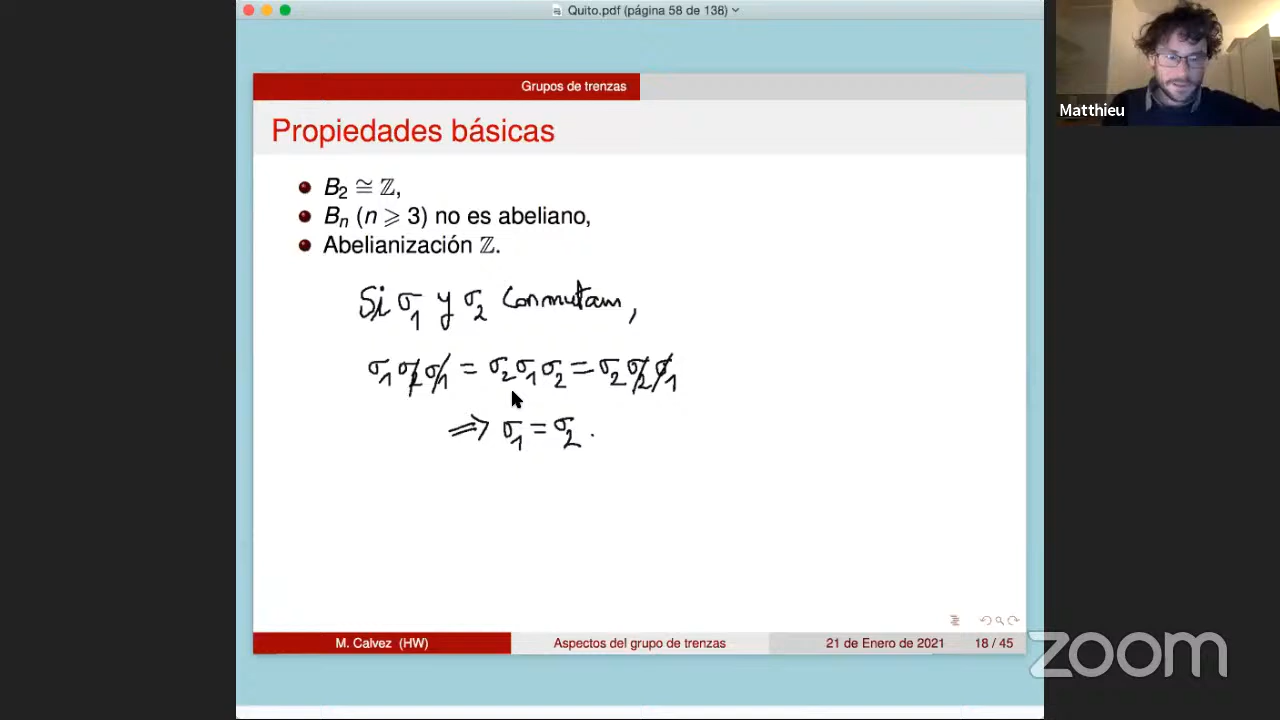 Quito.pdf (página 58 de 138)
Matthieu
Grupos de trenzas
Propiedades básicas
B₂ ≅ ℤ,
Bₙ (n ⩾ 3) no es abeliano,
Abelianización ℤ.
Si σ₁ y σ₂ conmutam,
σ₁σ₂σ₁ = σ₂σ₁σ₂ = σ₂σ₂σ₁
⇒ σ₁ = σ₂.
M. Calvez (HW) Aspectos del grupo de trenzas 21 de Enero de 2021 18 / 45
zoom